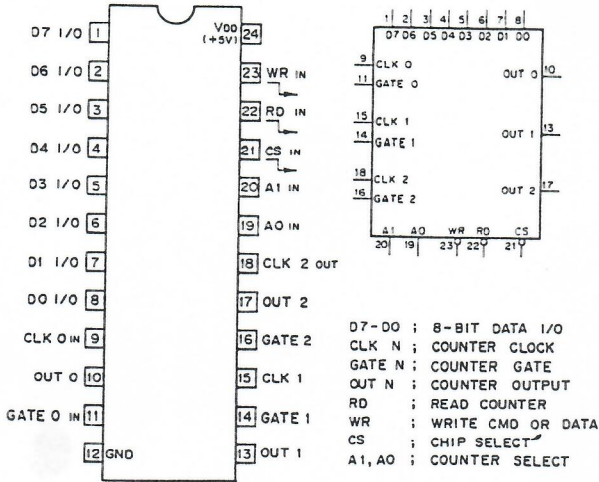 D7 I/O 1
D6 I/O 2
D5 I/O 3
D4 I/O 4
D3 I/O 5
D2 I/O 6
D1 I/O 7
D0 I/O 8
CLK 0 IN 9
OUT 0 10
GATE 0 IN 11
12 GND
VDD 24
(+5V)
23 WR IN
22 RD IN
21 CS IN
20 A1 IN
19 A0 IN
18 CLK 2 OUT
17 OUT 2
16 GATE 2
15 CLK 1
14 GATE 1
13 OUT 1
1 2 3 4 5 6 7 8
D7 D6 D5 D4 D3 D2 D1 D0
9 CLK 0
11 GATE 0
15 CLK 1
14 GATE 1
18 CLK 2
16 GATE 2
OUT 0 10
OUT 1 13
OUT 2 17
A1 A0 WR RD CS
20 19 23 22 21
D7-D0 ; 8-BIT DATA I/O
CLK N ; COUNTER CLOCK
GATE N ; COUNTER GATE
OUT N ; COUNTER OUTPUT
RD ; READ COUNTER
WR ; WRITE CMD OR DATA
CS ; CHIP SELECT
A1, A0 ; COUNTER SELECT